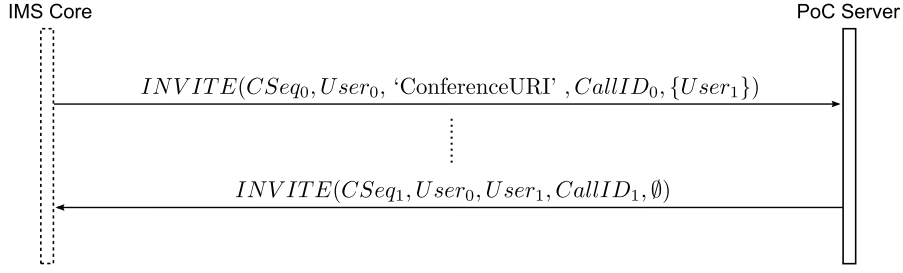 IMS Core PoC Server
INVITE(CSeq₀, User₀, ‘ConferenceURI’ , CallID₀, {User₁})
INVITE(CSeq₁, User₀, User₁, CallID₁, ∅)